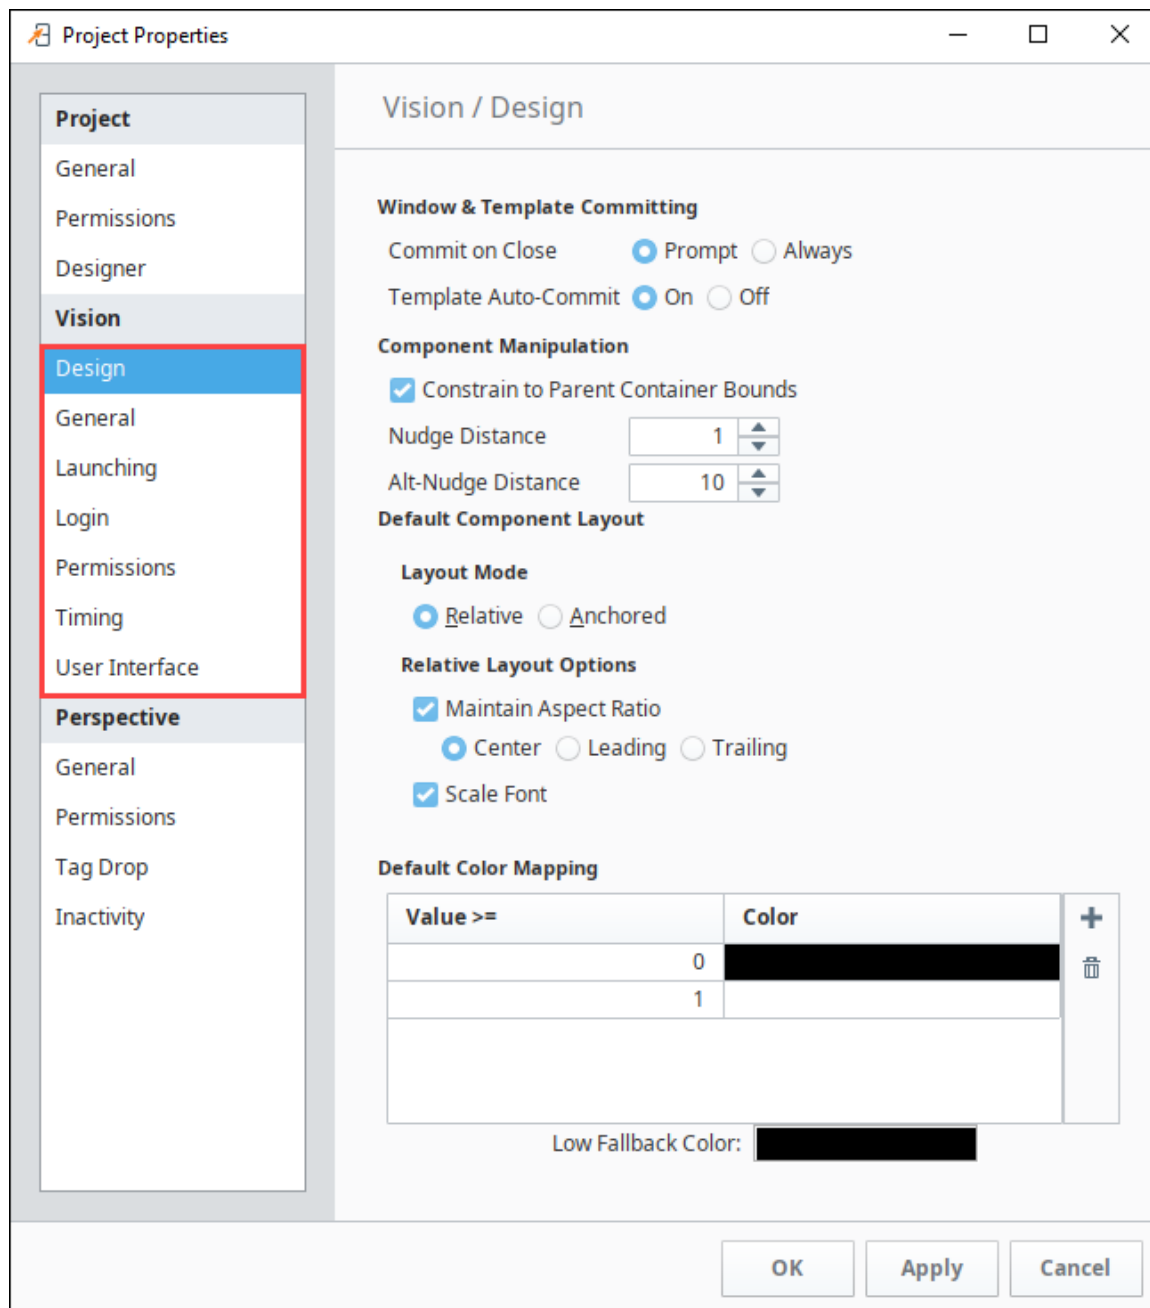 Project Properties
Project
General
Permissions
Designer
Vision
Design
General
Launching
Login
Permissions
Timing
User Interface
Perspective
General
Permissions
Tag Drop
Inactivity
Vision / Design
Window & Template Committing
Commit on Close Prompt Always
Template Auto-Commit On Off
Component Manipulation
Constrain to Parent Container Bounds
Nudge Distance 1
Alt-Nudge Distance 10
Default Component Layout
Layout Mode
Relative Anchored
Relative Layout Options
Maintain Aspect Ratio
Center Leading Trailing
Scale Font
Default Color Mapping
Value >= Color
0
1
Low Fallback Color:
OK Apply Cancel